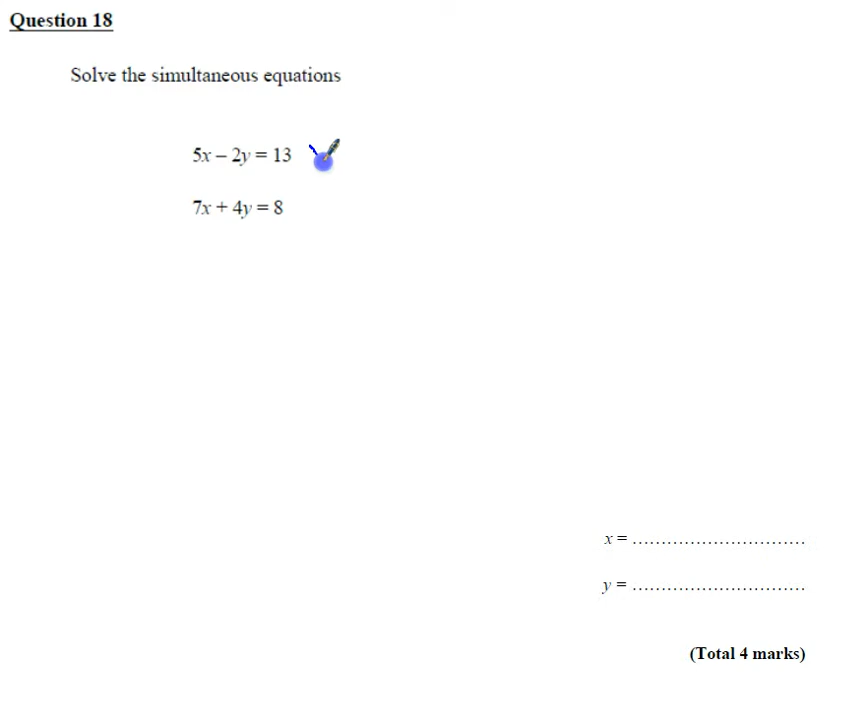 Question 18
Solve the simultaneous equations
5x – 2y = 13
7x + 4y = 8
x = ..............................
y = ..............................
(Total 4 marks)